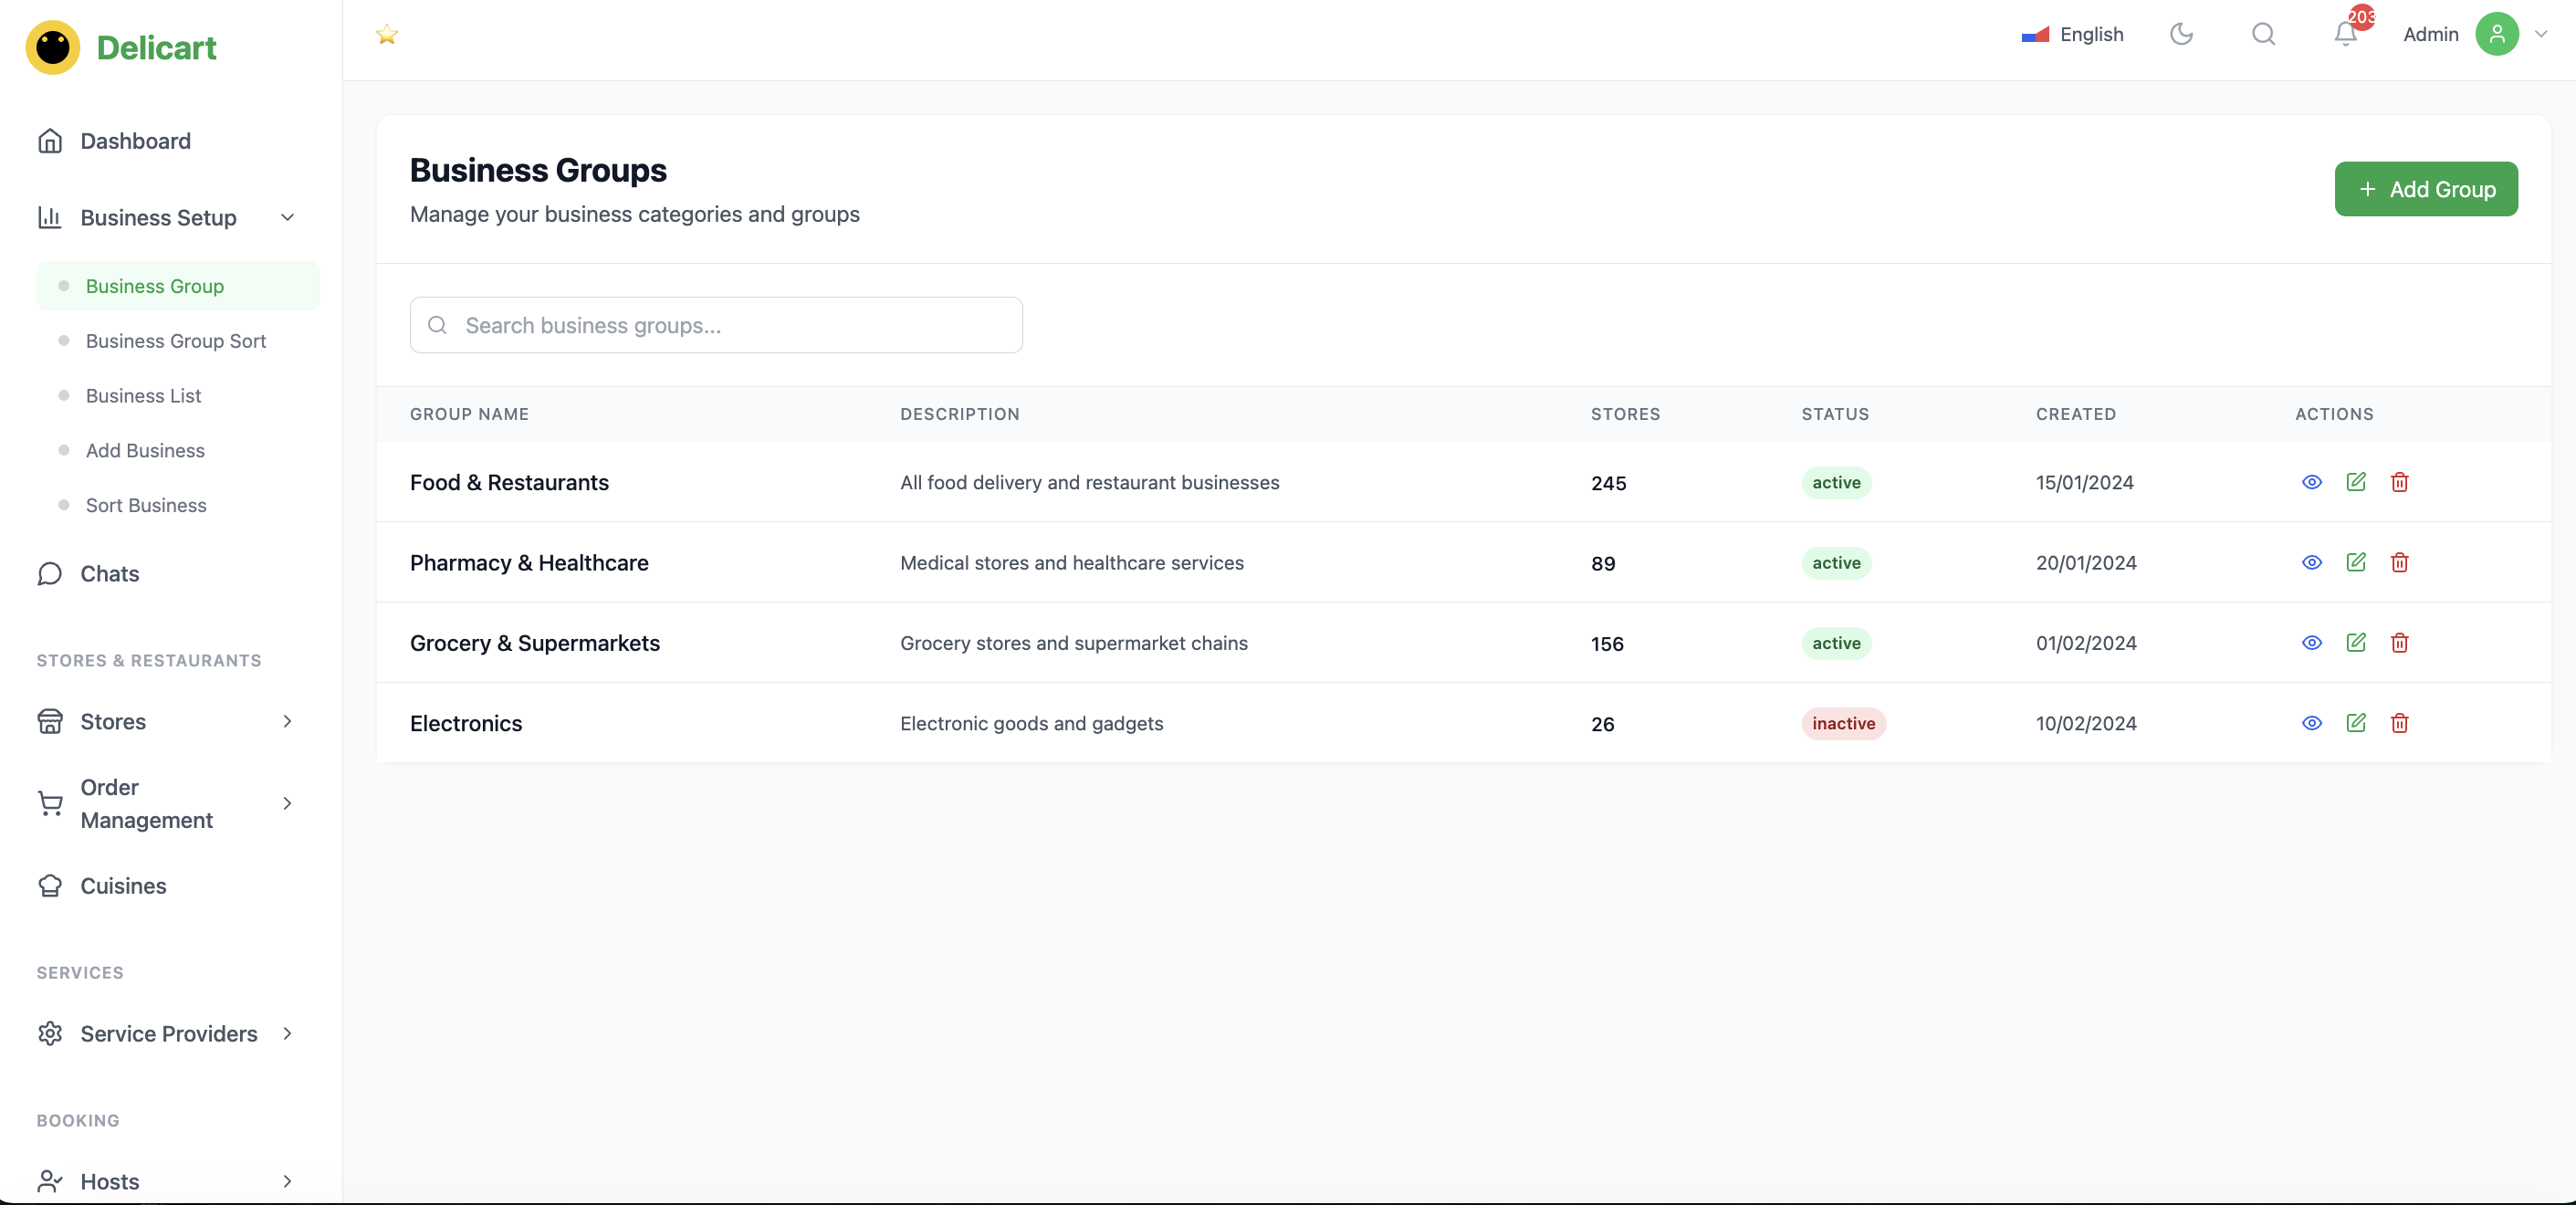 Delicart
English
203
Admin
Dashboard
Business Setup
Business Group
Business Group Sort
Business List
Add Business
Sort Business
Chats
STORES & RESTAURANTS
Stores
Order
Management
Cuisines
SERVICES
Service Providers
BOOKING
Hosts
Business Groups
Manage your business categories and groups
+ Add Group
Search business groups...
GROUP NAME DESCRIPTION STORES STATUS CREATED ACTIONS
Food & Restaurants All food delivery and restaurant businesses 245 active 15/01/2024
Pharmacy & Healthcare Medical stores and healthcare services 89 active 20/01/2024
Grocery & Supermarkets Grocery stores and supermarket chains 156 active 01/02/2024
Electronics Electronic goods and gadgets 26 inactive 10/02/2024